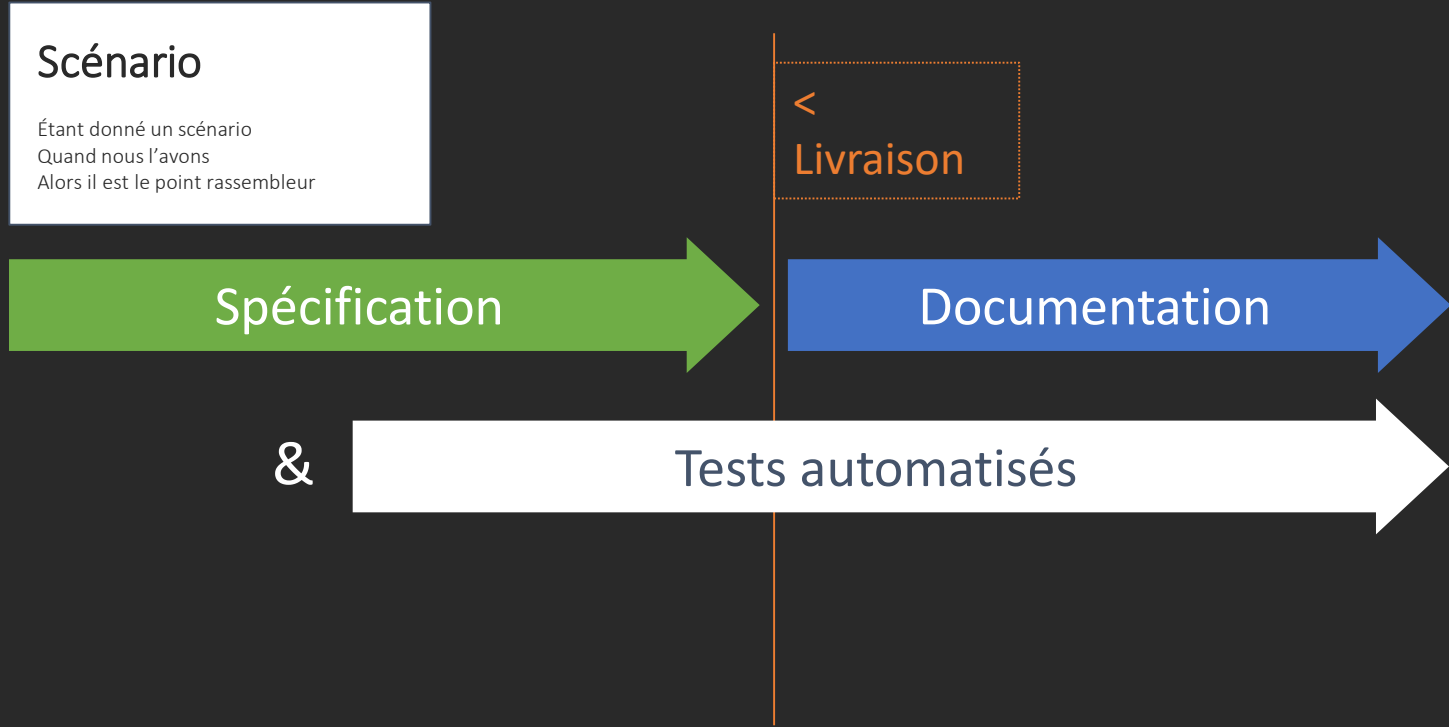 Scénario
Étant donné un scénario
Quand nous l’avons
Alors il est le point rassembleur
<
Livraison
Spécification
Documentation
&
Tests automatisés